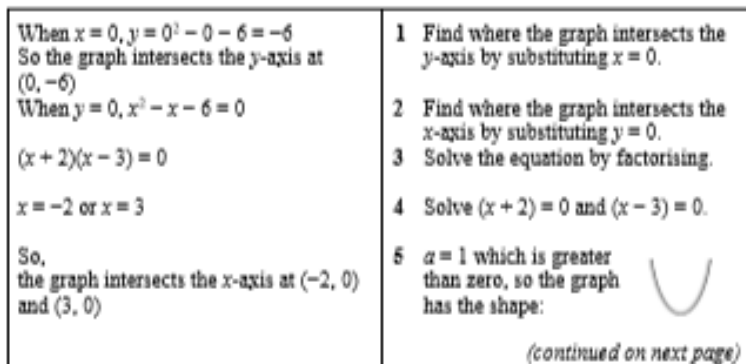 When x = 0, y = 0² − 0 − 6 = −6
So the graph intersects the y-axis at
(0, −6)
When y = 0, x² − x − 6 = 0
(x + 2)(x − 3) = 0
x = −2 or x = 3
So,
the graph intersects the x-axis at (−2, 0)
and (3, 0)
1 Find where the graph intersects the
y-axis by substituting x = 0.
2 Find where the graph intersects the
x-axis by substituting y = 0.
3 Solve the equation by factorising.
4 Solve (x + 2) = 0 and (x − 3) = 0.
5 a = 1 which is greater
than zero, so the graph
has the shape:
(continued on next page)